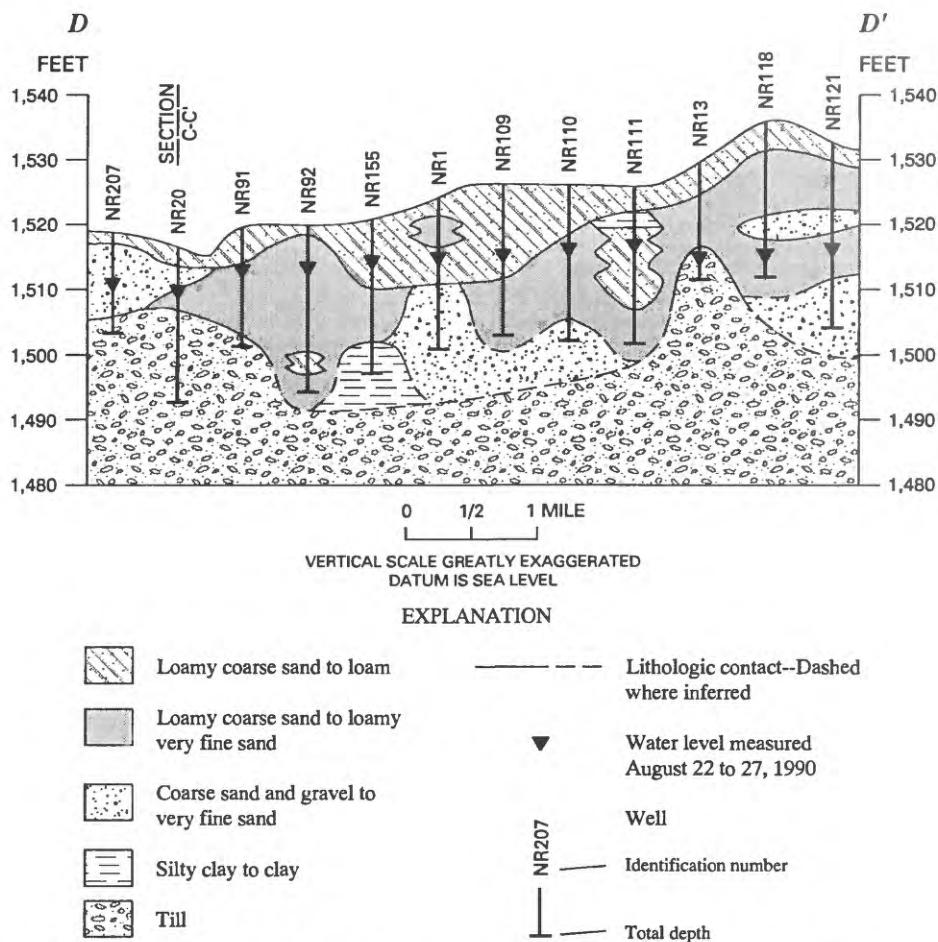 D D'
FEET FEET
SECTION
C-C'
NR207
NR20
NR91
NR92
NR155
NR1
NR109
NR110
NR111
NR13
NR118
NR121
1,540 1,540
1,530 1,530
1,520 1,520
1,510 1,510
1,500 1,500
1,490 1,490
1,480 1,480
0 1/2 1 MILE
VERTICAL SCALE GREATLY EXAGGERATED
DATUM IS SEA LEVEL
EXPLANATION
Loamy coarse sand to loam
Loamy coarse sand to loamy
very fine sand
Coarse sand and gravel to
very fine sand
Silty clay to clay
Till
Lithologic contact--Dashed
where inferred
Water level measured
August 22 to 27, 1990
Well
NR207
Identification number
Total depth